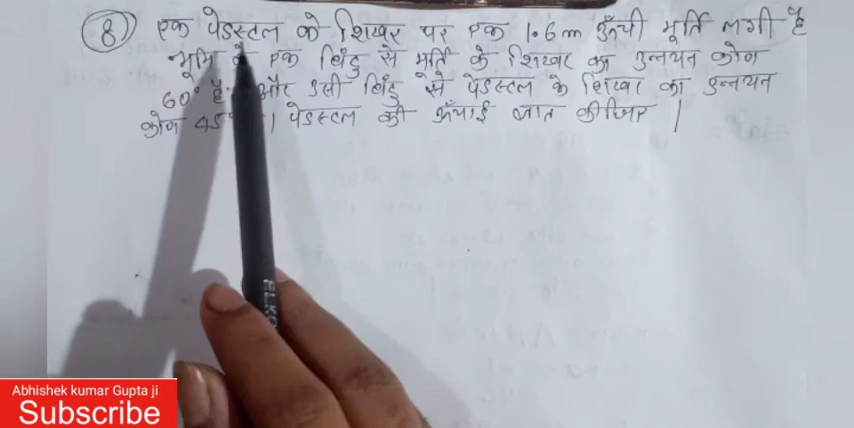 (8) एक पेडस्टल के शिखर पर एक 1.6 m ऊँची मूर्ति लगी है
भूमि के एक बिंदु से मूर्ति के शिखर का उन्नयन कोण
60° है और उसी बिंदु से पेडस्टल के शिखर का उन्नयन
कोण 45° । पेडस्टल की ऊँचाई ज्ञात कीजिए |
Abhishek kumar Gupta ji
Subscribe